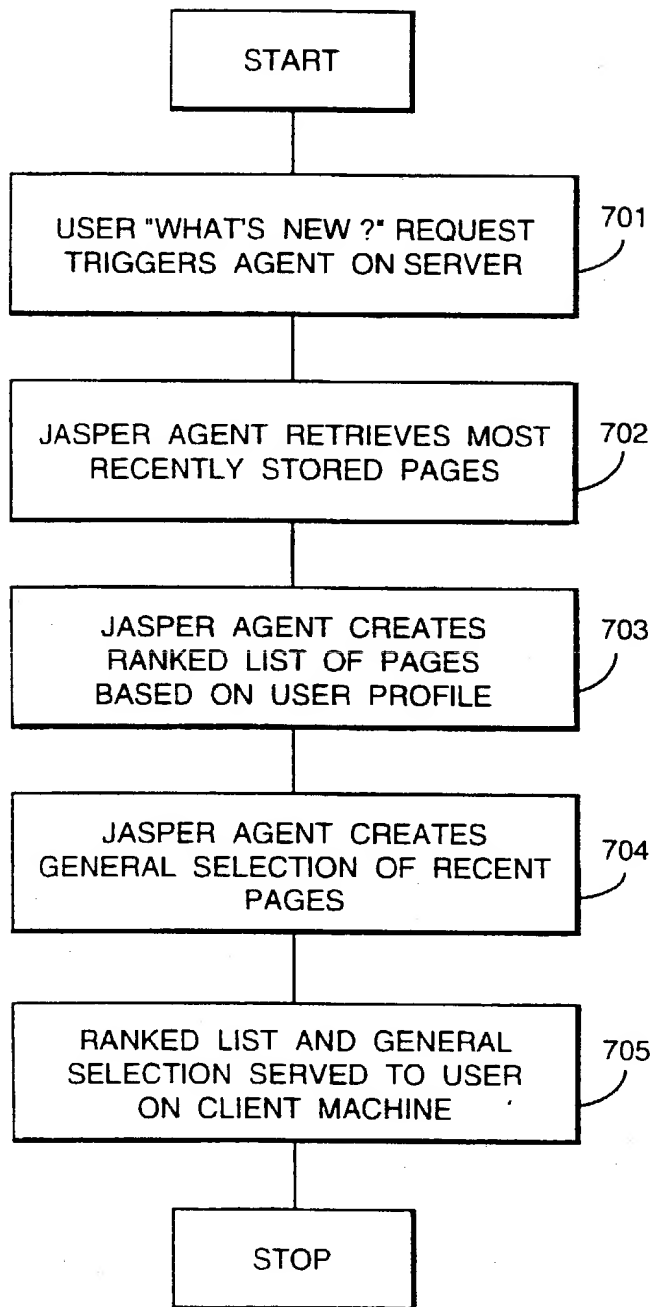 START
USER "WHAT'S NEW ?" REQUEST
TRIGGERS AGENT ON SERVER
701
JASPER AGENT RETRIEVES MOST
RECENTLY STORED PAGES
702
JASPER AGENT CREATES
RANKED LIST OF PAGES
BASED ON USER PROFILE
703
JASPER AGENT CREATES
GENERAL SELECTION OF RECENT
PAGES
704
RANKED LIST AND GENERAL
SELECTION SERVED TO USER
ON CLIENT MACHINE
705
STOP